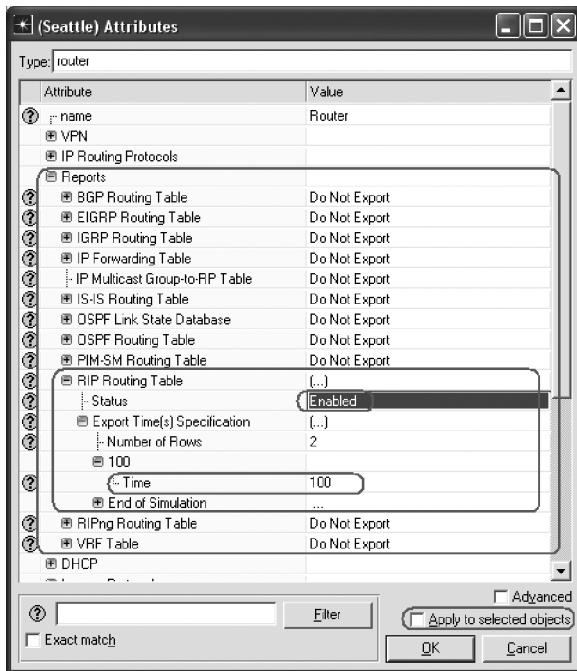 (Seattle) Attributes
Type: router
Attribute Value
name Router
VPN
IP Routing Protocols
Reports
BGP Routing Table Do Not Export
EIGRP Routing Table Do Not Export
IGRP Routing Table Do Not Export
IP Forwarding Table Do Not Export
IP Multicast Group-to-RP Table Do Not Export
IS-IS Routing Table Do Not Export
OSPF Link State Database Do Not Export
OSPF Routing Table Do Not Export
PIM-SM Routing Table Do Not Export
RIP Routing Table (...)
Status Enabled
Export Time(s) Specification (...)
Number of Rows 2
100
Time 100
End of Simulation ...
RIPng Routing Table Do Not Export
VRF Table Do Not Export
DHCP
Advanced
Filter
Apply to selected objects
Exact match
OK Cancel